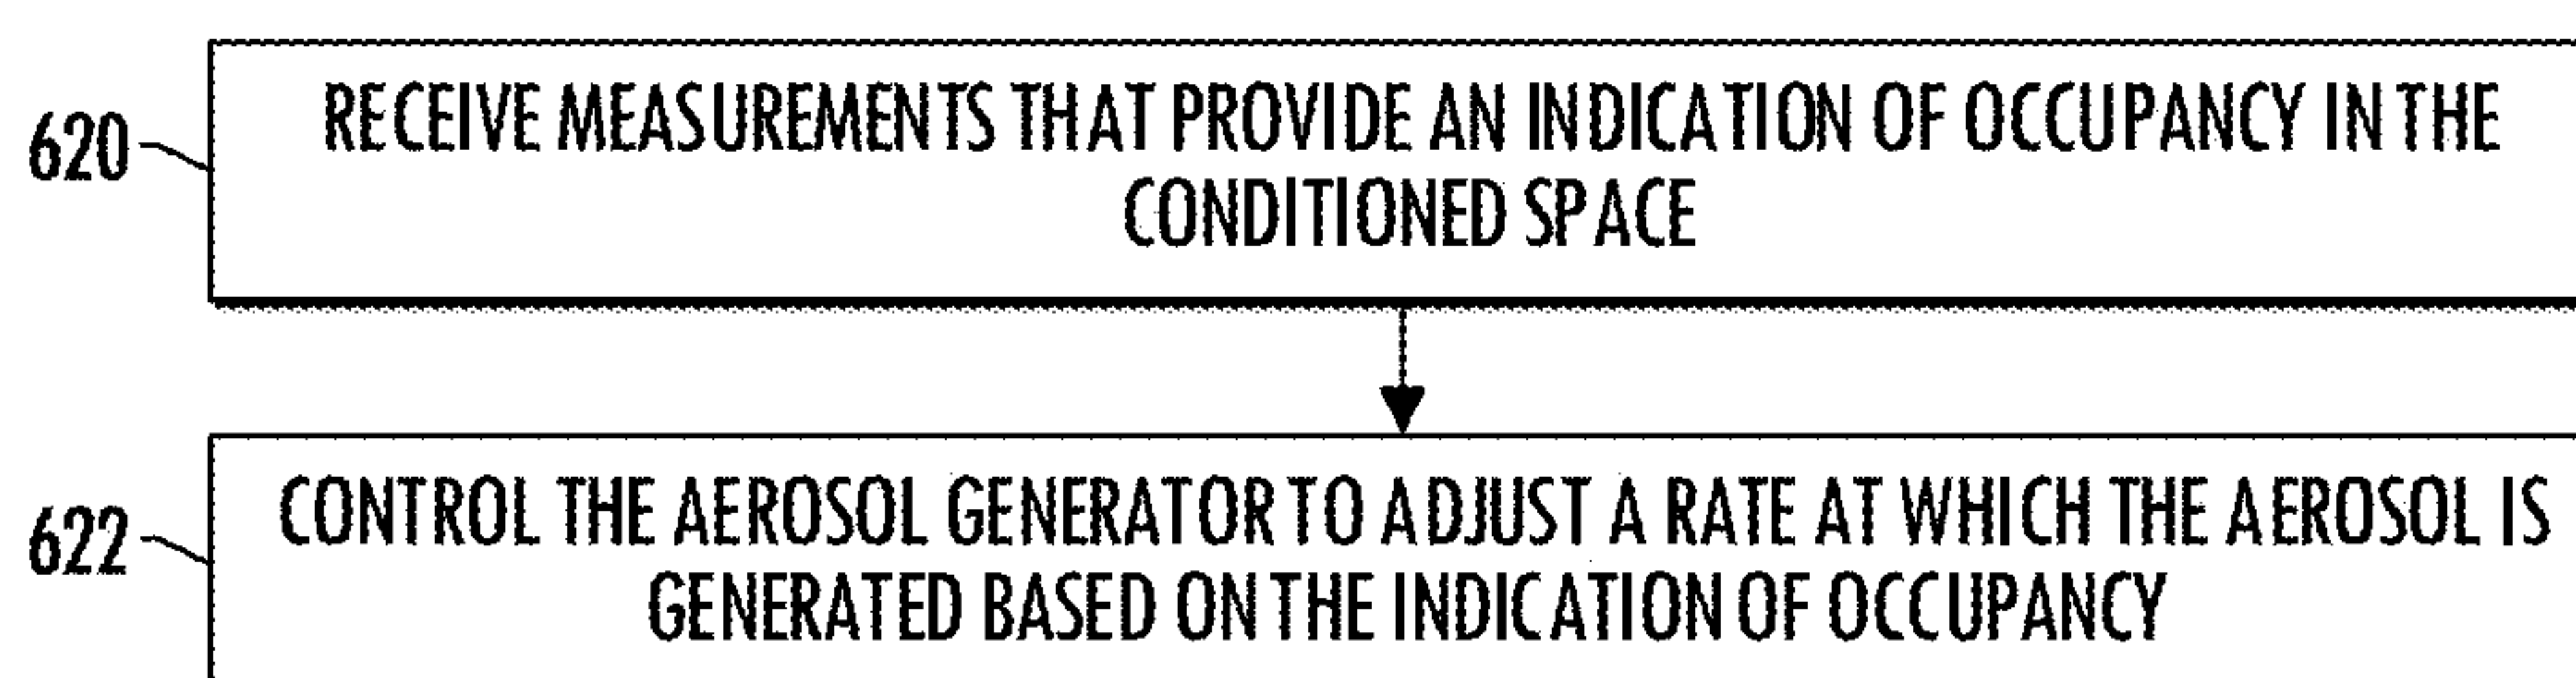 620
RECEIVE MEASUREMENTS THAT PROVIDE AN INDICATION OF OCCUPANCY IN THE
CONDITIONED SPACE
622
CONTROL THE AEROSOL GENERATOR TO ADJUST A RATE AT WHICH THE AEROSOL IS
GENERATED BASED ON THE INDICATION OF OCCUPANCY